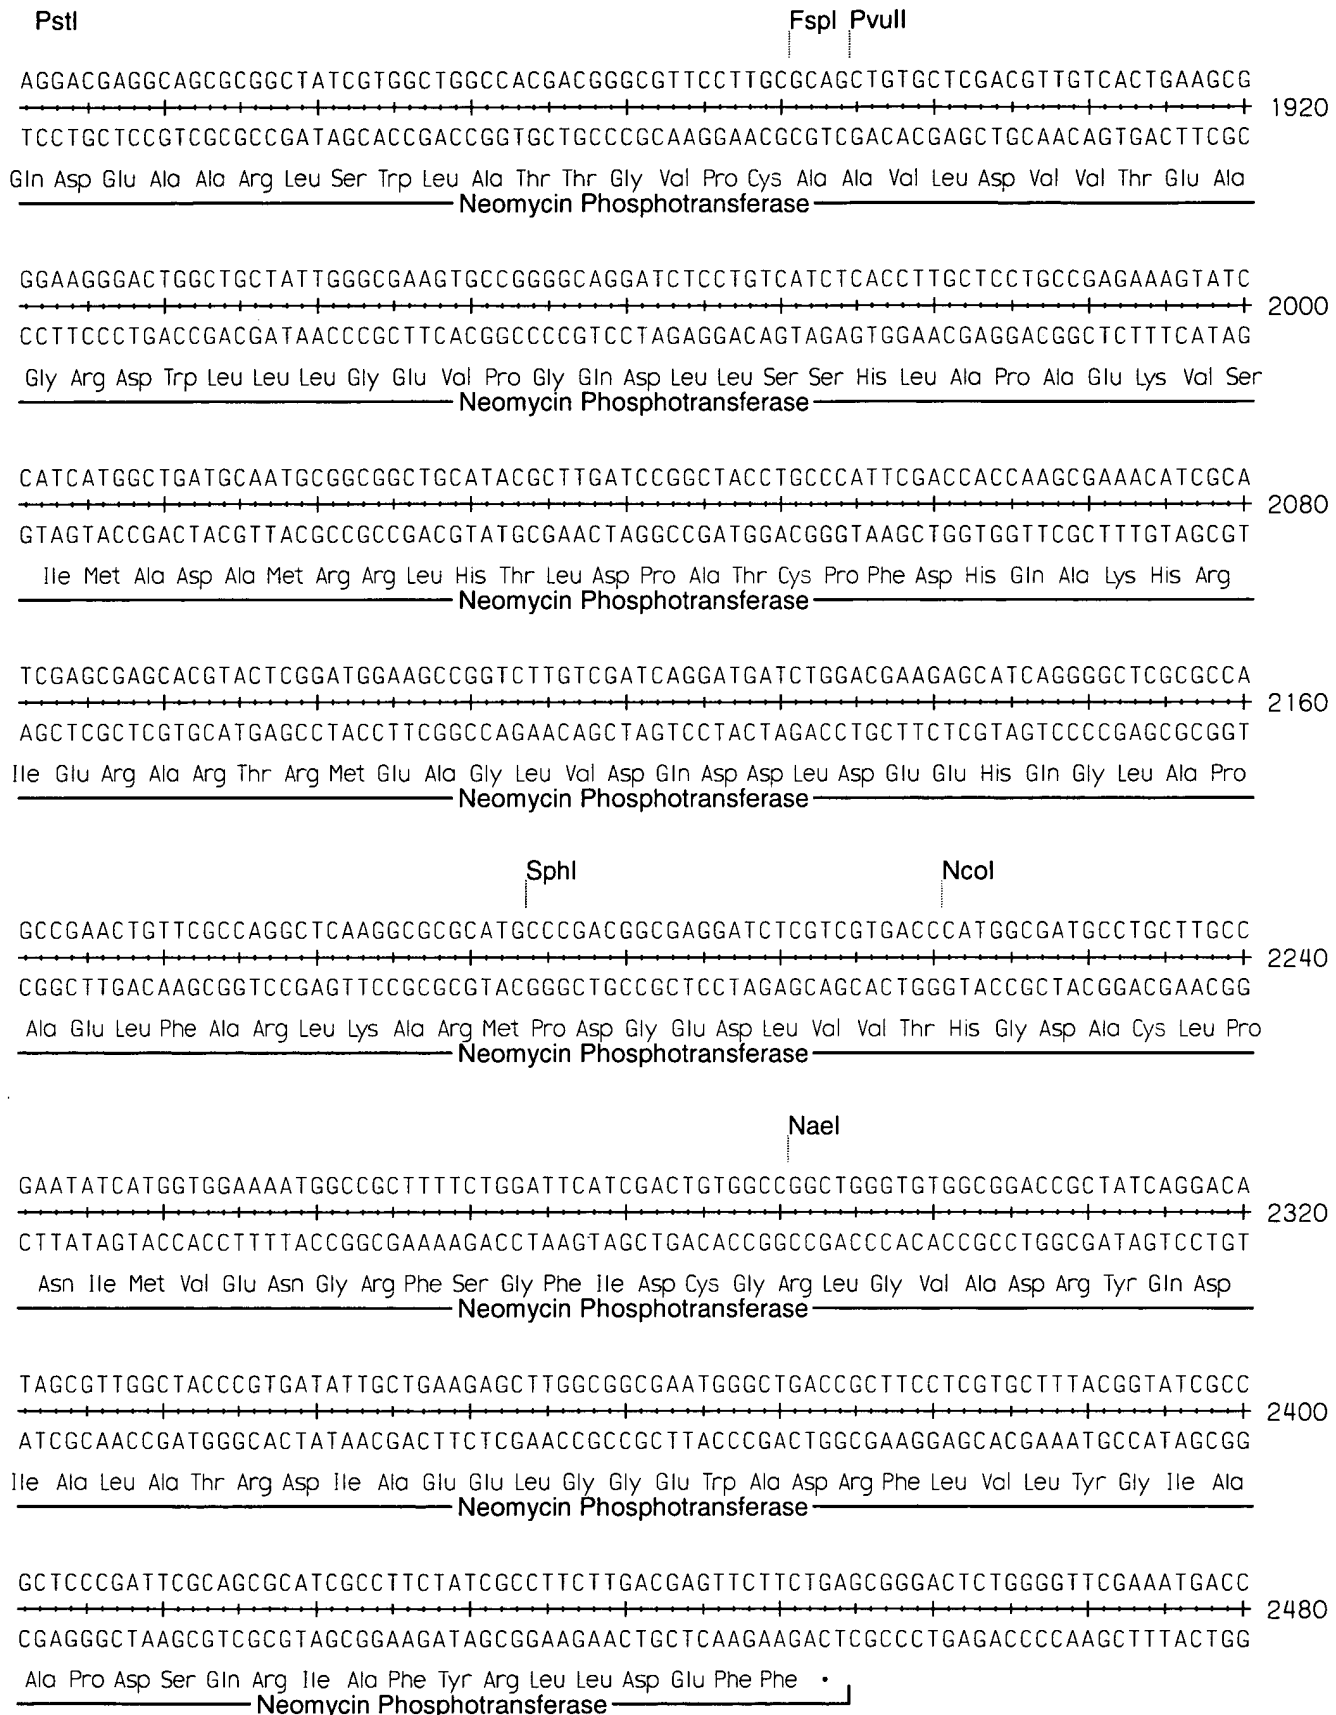 PstI FspI PvuII
AGGACGAGGCAGCGCGGCTATCGTGGCTGGCCACGACGGGCGTTCCTTGCGCAGCTGTGCTCGACGTTGTCACTGAAGCG
1920
TCCTGCTCCGTCGCGCCGATAGCACCGACCGGTGCTGCCCGCAAGGAACGCGTCGACACGAGCTGCAACAGTGACTTCGC
Gln Asp Glu Ala Ala Arg Leu Ser Trp Leu Ala Thr Thr Gly Val Pro Cys Ala Ala Val Leu Asp Val Val Thr Glu Ala
Neomycin Phosphotransferase
GGAAGGGACTGGCTGCTATTGGGCGAAGTGCCGGGGCAGGATCTCCTGTCATCTCACCTTGCTCCTGCCGAGAAAGTATC
2000
CCTTCCCTGACCGACGATAACCCGCTTCACGGCCCCGTCCTAGAGGACAGTAGAGTGGAACGAGGACGGCTCTTTCATAG
Gly Arg Asp Trp Leu Leu Leu Gly Glu Val Pro Gly Gln Asp Leu Leu Ser Ser His Leu Ala Pro Ala Glu Lys Val Ser
Neomycin Phosphotransferase
CATCATGGCTGATGCAATGCGGCGGCTGCATACGCTTGATCCGGCTACCTGCCCATTCGACCACCAAGCGAAACATCGCA
2080
GTAGTACCGACTACGTTACGCCGCCGACGTATGCGAACTAGGCCGATGGACGGGTAAGCTGGTGGTTCGCTTTGTAGCGT
Ile Met Ala Asp Ala Met Arg Arg Leu His Thr Leu Asp Pro Ala Thr Cys Pro Phe Asp His Gln Ala Lys His Arg
Neomycin Phosphotransferase
TCGAGCGAGCACGTACTCGGATGGAAGCCGGTCTTGTCGATCAGGATGATCTGGACGAAGAGCATCAGGGGCTCGCGCCA
2160
AGCTCGCTCGTGCATGAGCCTACCTTCGGCCAGAACAGCTAGTCCTACTAGACCTGCTTCTCGTAGTCCCCGAGCGCGGT
Ile Glu Arg Ala Arg Thr Arg Met Glu Ala Gly Leu Val Asp Gln Asp Asp Leu Asp Glu Glu His Gln Gly Leu Ala Pro
Neomycin Phosphotransferase
SphI NcoI
GCCGAACTGTTCGCCAGGCTCAAGGCGCGCATGCCCGACGGCGAGGATCTCGTCGTGACCCATGGCGATGCCTGCTTGCC
2240
CGGCTTGACAAGCGGTCCGAGTTCCGCGCGTACGGGCTGCCGCTCCTAGAGCAGCACTGGGTACCGCTACGGACGAACGG
Ala Glu Leu Phe Ala Arg Leu Lys Ala Arg Met Pro Asp Gly Glu Asp Leu Val Val Thr His Gly Asp Ala Cys Leu Pro
Neomycin Phosphotransferase
NaeI
GAATATCATGGTGGAAAATGGCCGCTTTTCTGGATTCATCGACTGTGGCCGGCTGGGTGTGGCGGACCGCTATCAGGACA
2320
CTTATAGTACCACCTTTTACCGGCGAAAAGACCTAAGTAGCTGACACCGGCCGACCCACACCGCCTGGCGATAGTCCTGT
Asn Ile Met Val Glu Asn Gly Arg Phe Ser Gly Phe Ile Asp Cys Gly Arg Leu Gly Val Ala Asp Arg Tyr Gln Asp
Neomycin Phosphotransferase
TAGCGTTGGCTACCCGTGATATTGCTGAAGAGCTTGGCGGCGAATGGGCTGACCGCTTCCTCGTGCTTTACGGTATCGCC
2400
ATCGCAACCGATGGGCACTATAACGACTTCTCGAACCGCCGCTTACCCGACTGGCGAAGGAGCACGAAATGCCATAGCGG
Ile Ala Leu Ala Thr Arg Asp Ile Ala Glu Glu Leu Gly Gly Glu Trp Ala Asp Arg Phe Leu Val Leu Tyr Gly Ile Ala
Neomycin Phosphotransferase
GCTCCCGATTCGCAGCGCATCGCCTTCTATCGCCTTCTTGACGAGTTCTTCTGAGCGGGACTCTGGGGTTCGAAATGACC
2480
CGAGGGCTAAGCGTCGCGTAGCGGAAGATAGCGGAAGAACTGCTCAAGAAGACTCGCCCTGAGACCCCAAGCTTTACTGG
Ala Pro Asp Ser Gln Arg Ile Ala Phe Tyr Arg Leu Leu Asp Glu Phe Phe •
Neomycin Phosphotransferase